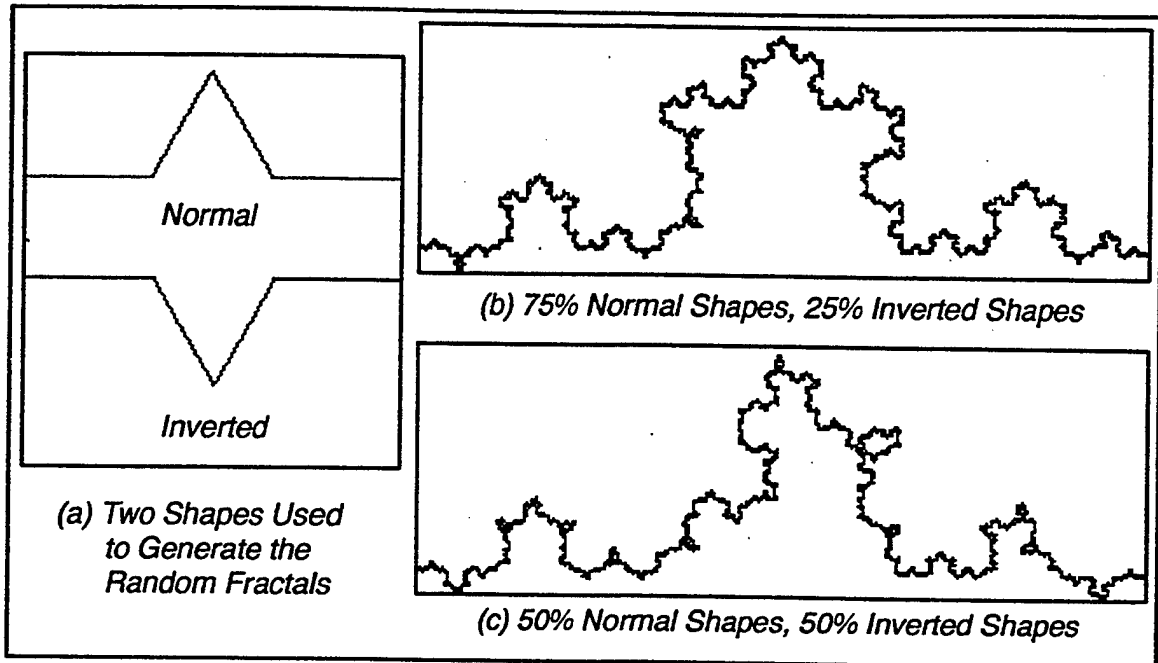 Normal
Inverted
(a) Two Shapes Used
to Generate the
Random Fractals
(b) 75% Normal Shapes, 25% Inverted Shapes
(c) 50% Normal Shapes, 50% Inverted Shapes